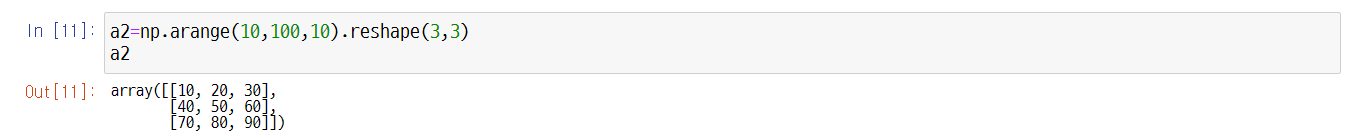 In [11]: a2=np.arange(10,100,10).reshape(3,3)
a2
Out[11]: array([[10, 20, 30],
[40, 50, 60],
[70, 80, 90]])